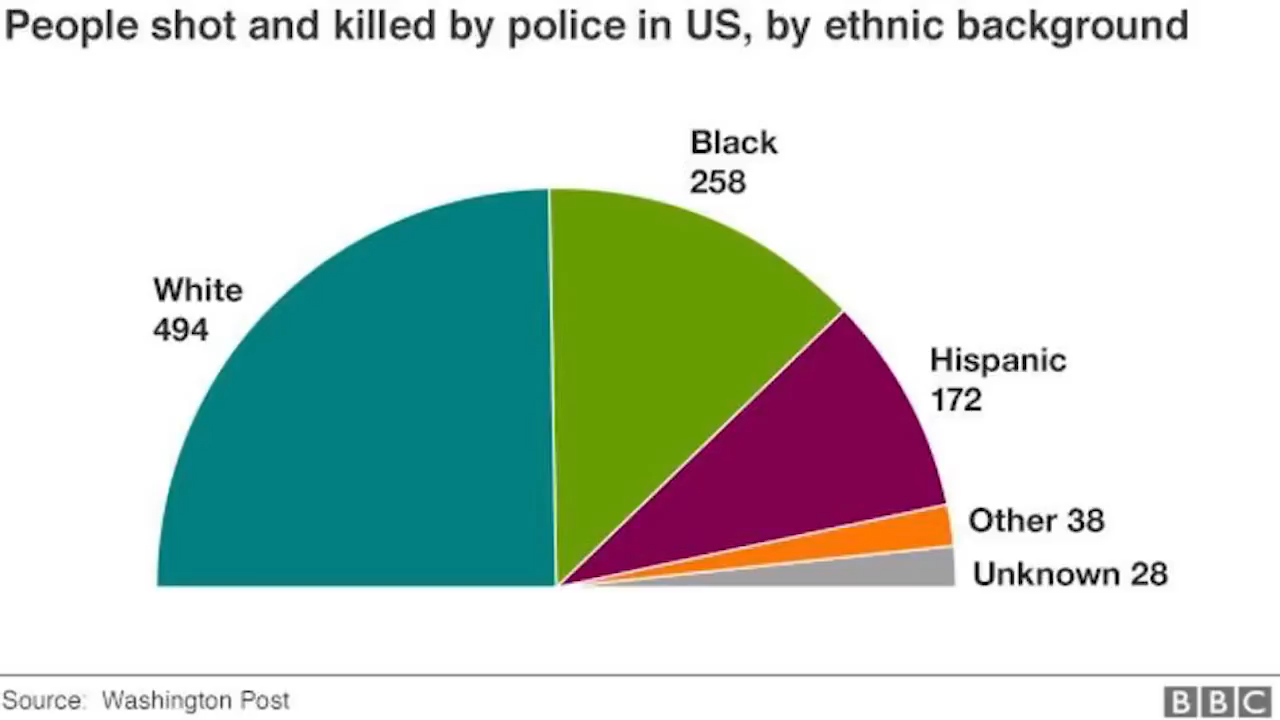 People shot and killed by police in US, by ethnic background
Black
258
White
494
Hispanic
172
Other 38
Unknown 28
Source: Washington Post
BBC